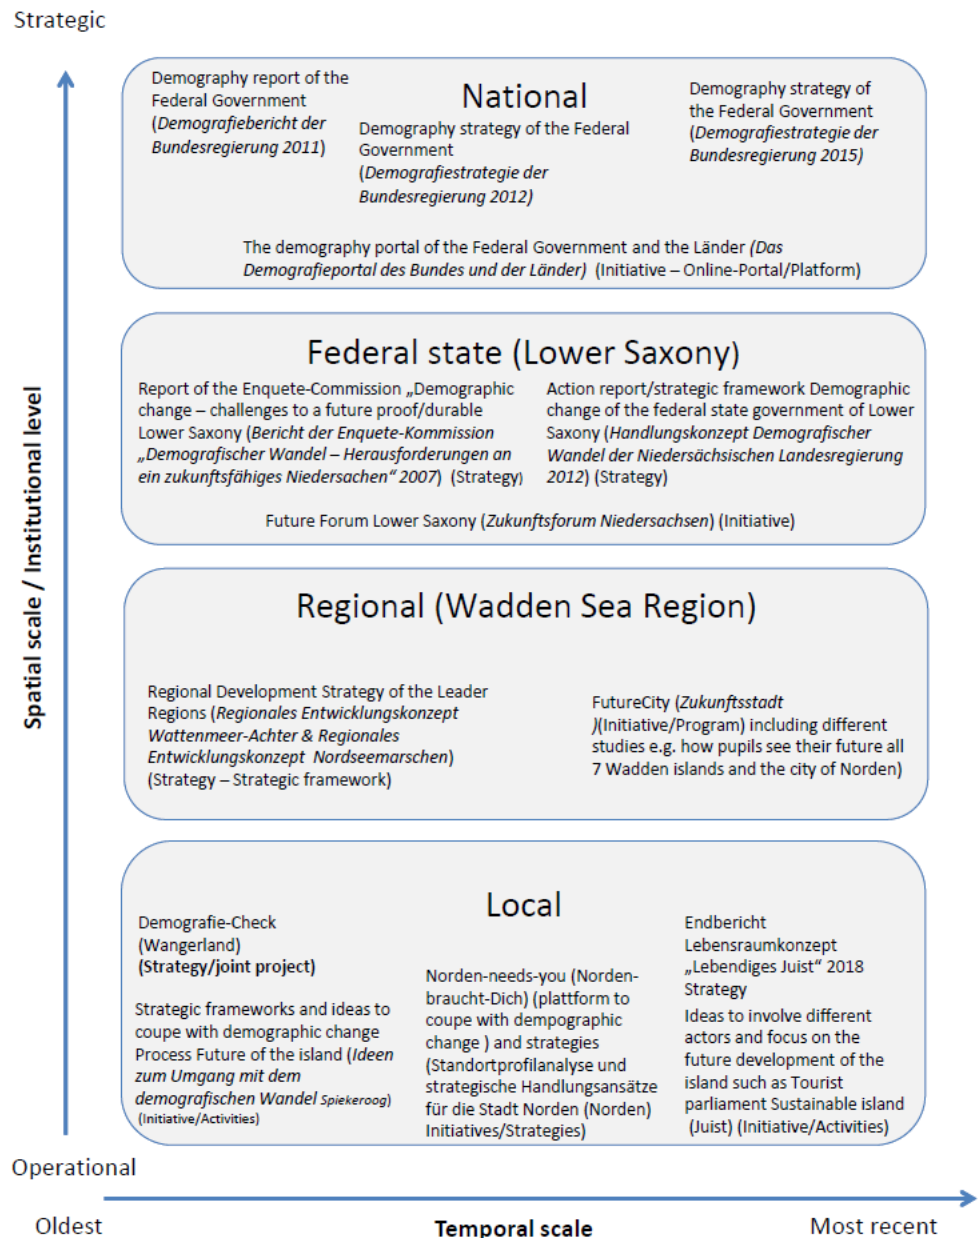 Strategic
Demography report of the
Federal Government
(Demografiebericht der
Bundesregierung 2011)
National
Demography strategy of the Federal
Government
(Demografiestrategie der
Bundesregierung 2012)
Demography strategy of
the Federal Government
(Demografiestrategie der
Bundesregierung 2015)
The demography portal of the Federal Government and the Länder (Das
Demografieportal des Bundes und der Länder) (Initiative – Online-Portal/Platform)
Federal state (Lower Saxony)
Report of the Enquete-Commission „Demographic
change – challenges to a future proof/durable
Lower Saxony (Bericht der Enquete-Kommission
„Demografischer Wandel – Herausforderungen an
ein zukunftsfähiges Niedersachen“ 2007) (Strategy)
Action report/strategic framework Demographic
change of the federal state government of Lower
Saxony (Handlungskonzept Demografischer
Wandel der Niedersächsischen Landesregierung
2012) (Strategy)
Future Forum Lower Saxony (Zukunftsforum Niedersachsen) (Initiative)
Spatial scale / Institutional level
Regional (Wadden Sea Region)
Regional Development Strategy of the Leader
Regions (Regionales Entwicklungskonzept
Wattenmeer-Achter & Regionales
Entwicklungskonzept Nordseemarschen)
(Strategy – Strategic framework)
FutureCity (Zukunftsstadt
)(Initiative/Program) including different
studies e.g. how pupils see their future all
7 Wadden islands and the city of Norden)
Local
Demografie-Check
(Wangerland)
(Strategy/joint project)
Strategic frameworks and ideas to
coupe with demographic change
Process Future of the island (Ideen
zum Umgang mit dem
demografischen Wandel Spiekeroog)
(Initiative/Activities)
Norden-needs-you (Norden-
braucht-Dich) (plattform to
coupe with dempographic
change ) and strategies
(Standortprofilanalyse und
strategische Handlungsansätze
für die Stadt Norden (Norden)
Initiatives/Strategies)
Endbericht
Lebensraumkonzept
„Lebendiges Juist“ 2018
Strategy
Ideas to involve different
actors and focus on the
future development of the
island such as Tourist
parliament Sustainable island
(Juist) (Initiative/Activities)
Operational
Oldest
Temporal scale
Most recent